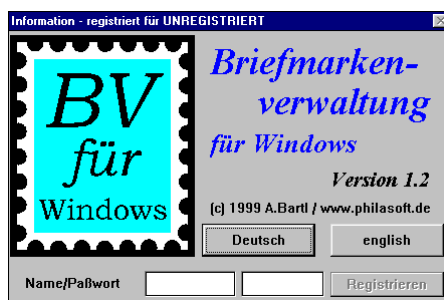 Information - registriert für UNREGISTRIERT
BV
für
Windows
Briefmarken-
verwaltung
für Windows
Version 1.2
(c) 1999 A.Bartl / www.philasoft.de
Deutsch
english
Name/Paßwort
Registrieren